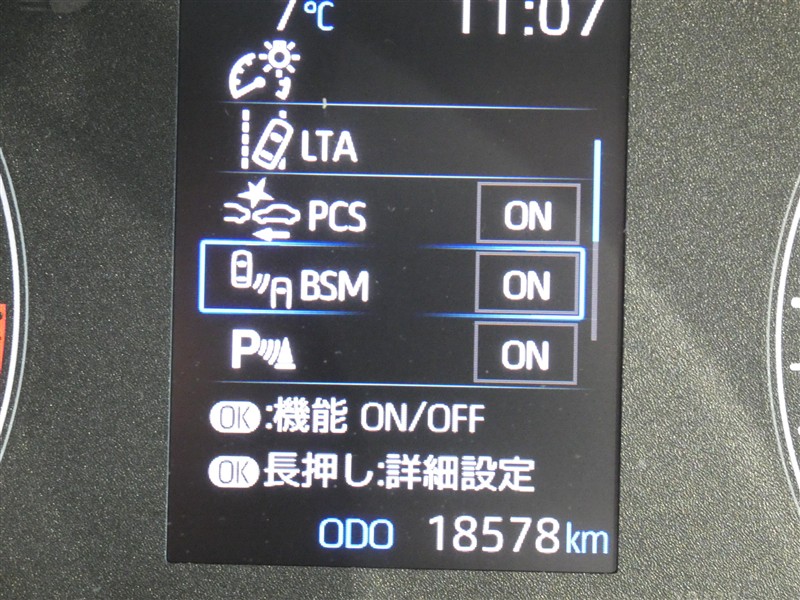 7℃ 11:07
LTA
PCS ON
BSM ON
P ON
OK:機能 ON/OFF
OK長押し:詳細設定
ODO 18578km